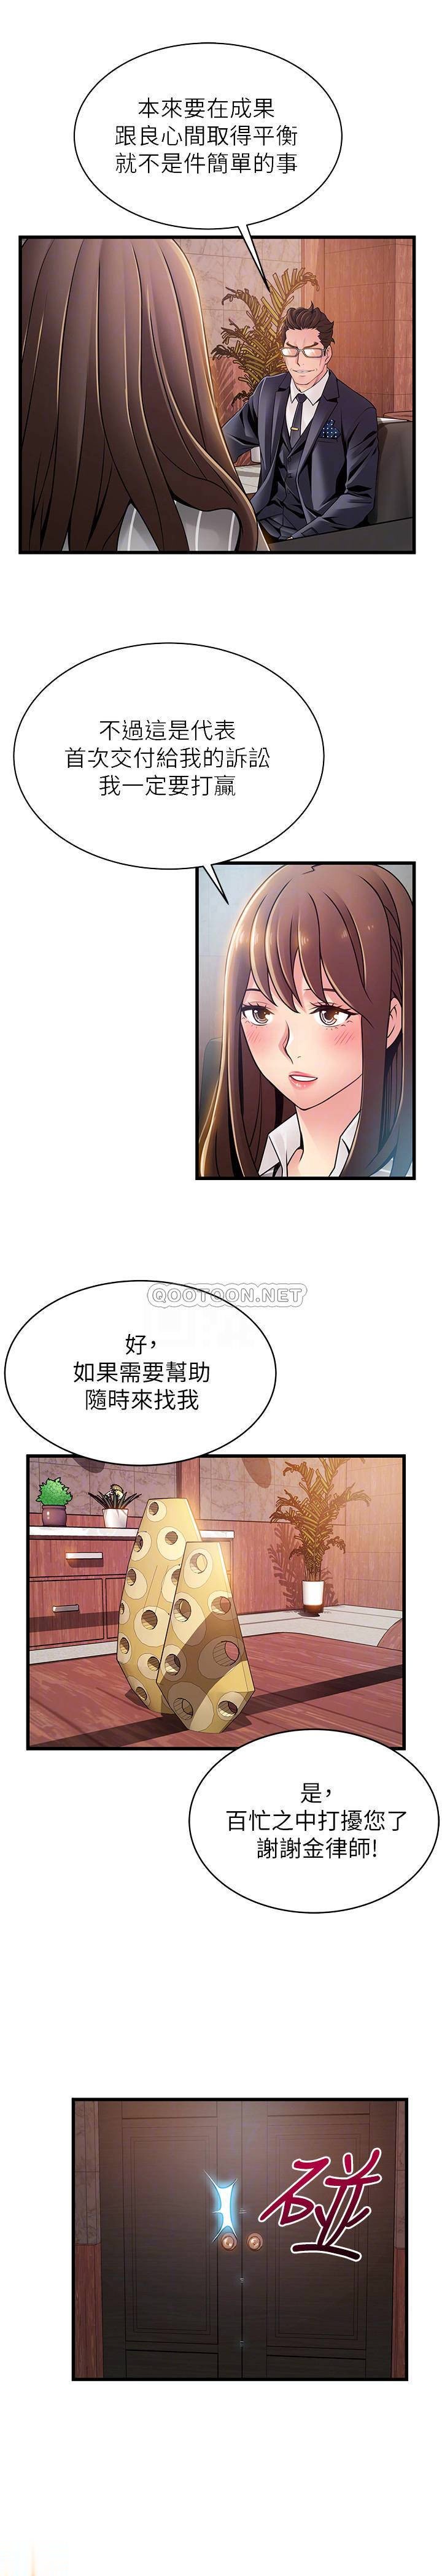 本來要在成果
跟良心間取得平衡
就不是件簡單的事
不過這是代表
首次交付給我的訴訟
我一定要打贏
QOOTOON.NET
好,
如果需要幫助
隨時來找我
是,
百忙之中打擾您了
謝謝金律師!
碰